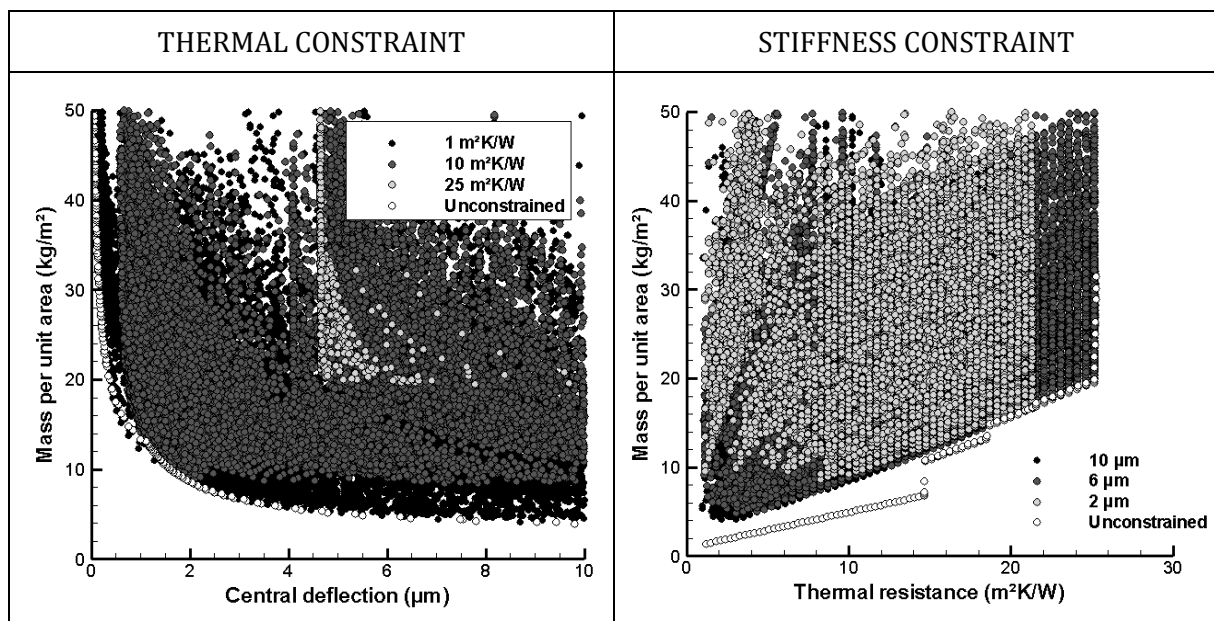 THERMAL CONSTRAINT
STIFFNESS CONSTRAINT
50
40
30
20
10
0
Mass per unit area (kg/m²)
1 m²K/W
10 m²K/W
25 m²K/W
Unconstrained
0
2
4
6
8
10
Central deflection (µm)
50
40
30
20
10
0
Mass per unit area (kg/m²)
10 µm
6 µm
2 µm
Unconstrained
0
10
20
30
Thermal resistance (m²K/W)